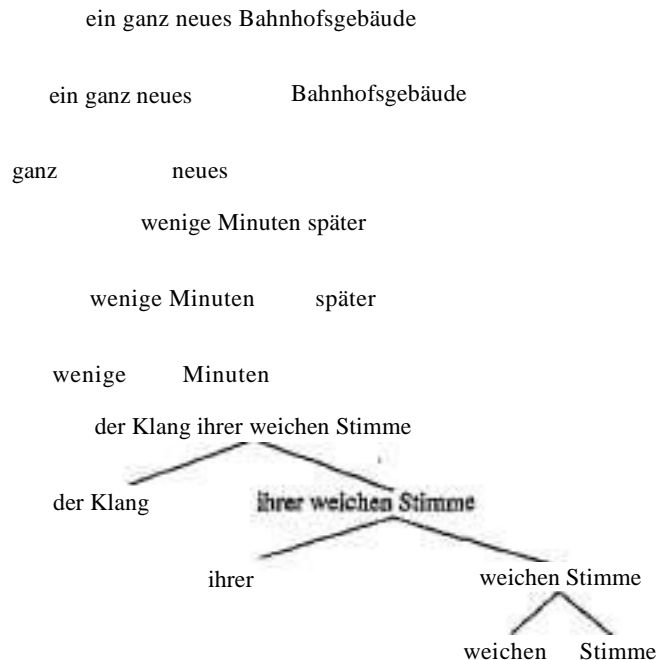 ein ganz neues Bahnhofsgebäude
ein ganz neues Bahnhofsgebäude
ganz neues
wenige Minuten später
wenige Minuten später
wenige Minuten
der Klang ihrer weichen Stimme
der Klang ihrer weichen Stimme
ihrer weichen Stimme
weichen Stimme